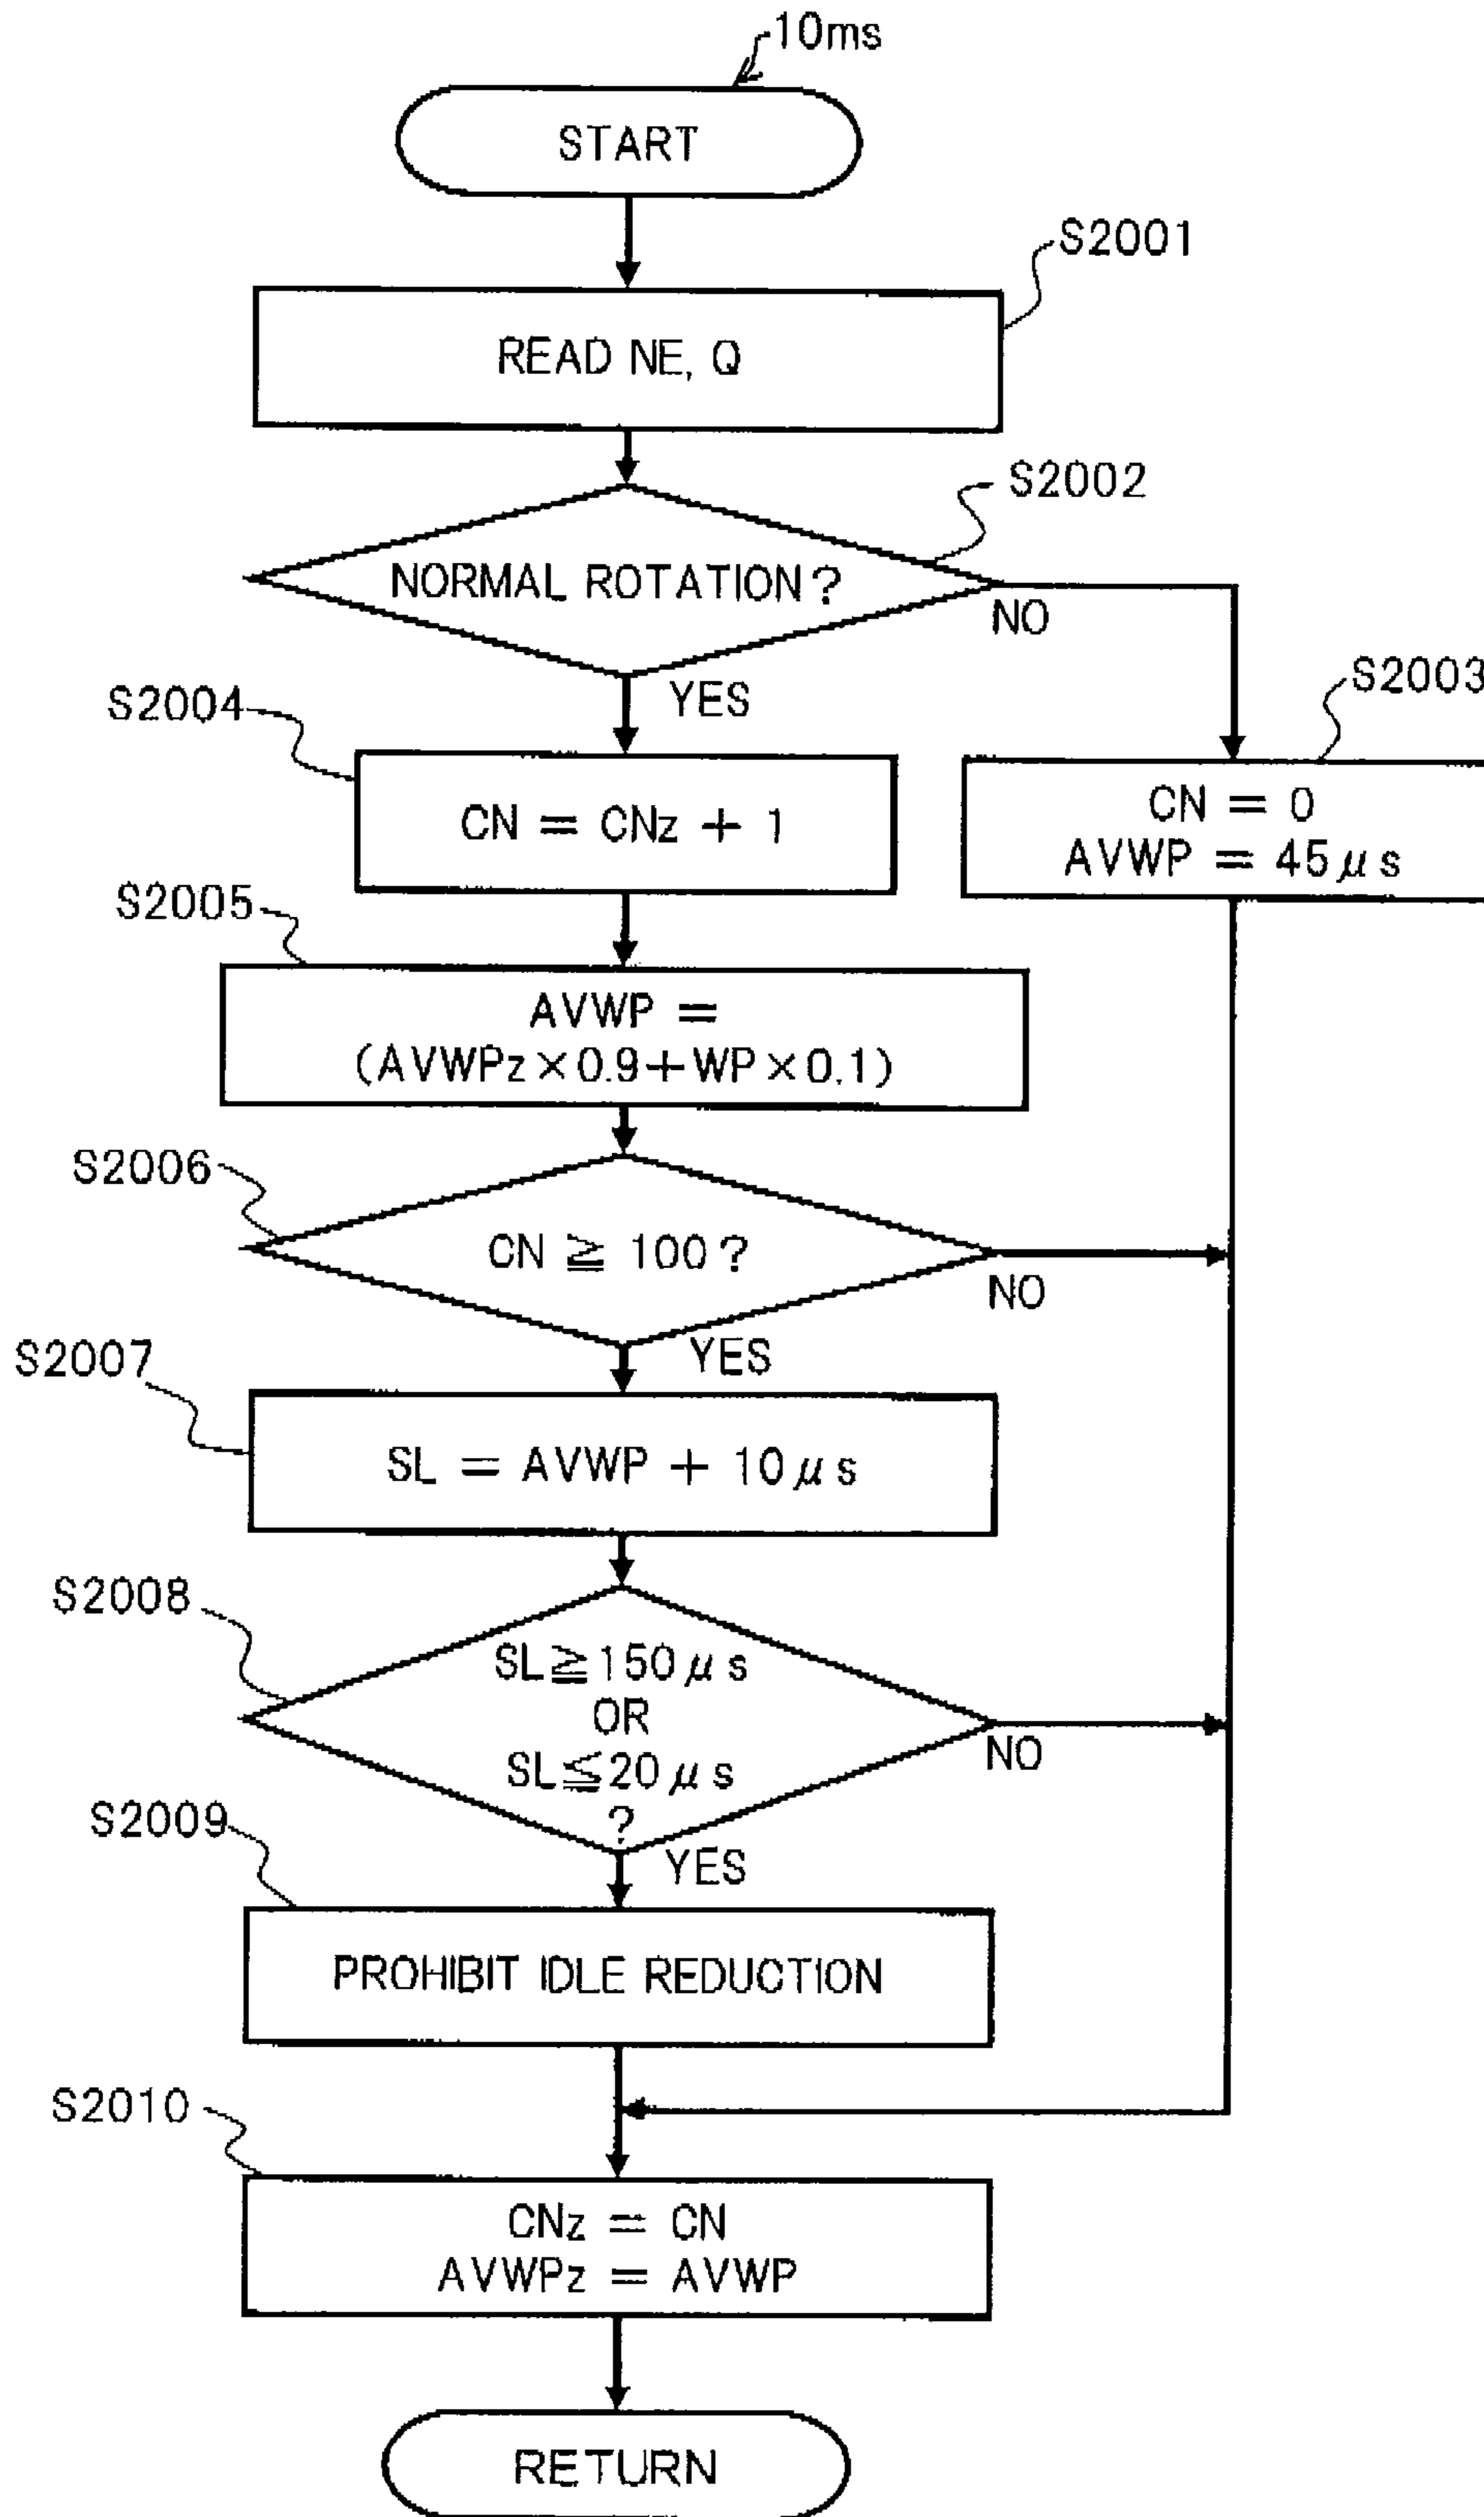 10ms
START
S2001
READ NE, Q
S2002
NORMAL ROTATION?
NO
YES
S2003
CN = 0
AVWP = 45μs
S2004
CN = CNz + 1
S2005
AVWP =
(AVWPz×0.9+WP×0.1)
S2006
CN ≧ 100?
NO
YES
S2007
SL = AVWP + 10μs
S2008
SL≧150μs
OR
SL≦20μs
?
NO
YES
S2009
PROHIBIT IDLE REDUCTION
S2010
CNz = CN
AVWPz = AVWP
RETURN